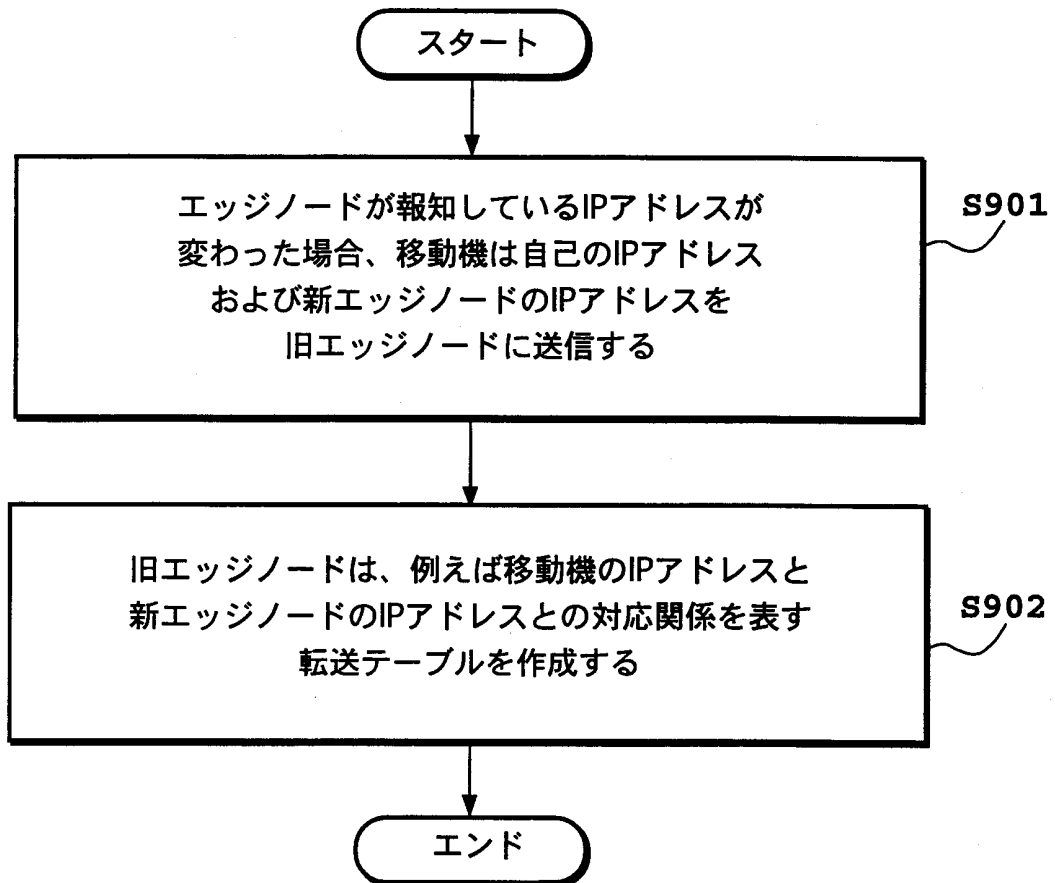 スタート
エッジノードが報知しているIPアドレスが
変わった場合、移動機は自己のIPアドレス
および新エッジノードのIPアドレスを
旧エッジノードに送信する
S901
旧エッジノードは、例えば移動機のIPアドレスと
新エッジノードのIPアドレスとの対応関係を表す
転送テーブルを作成する
S902
エンド